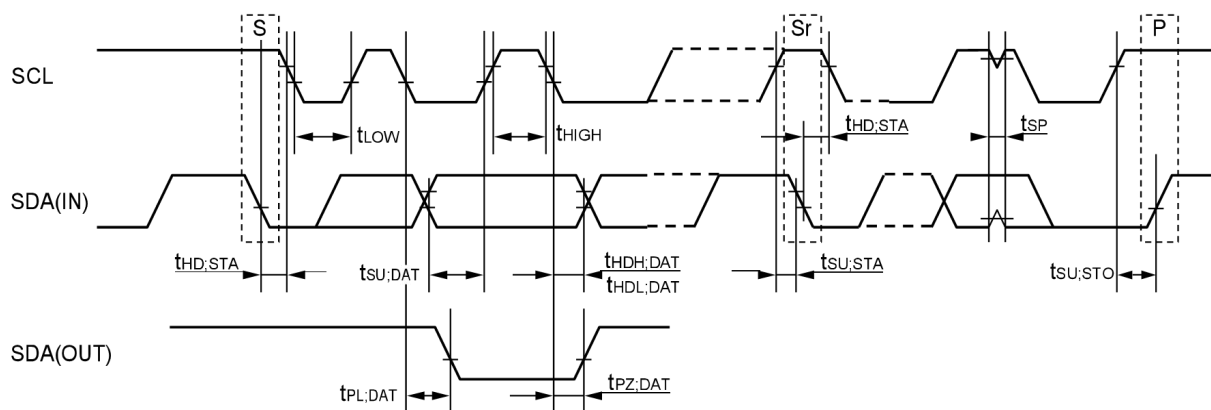 S Sr P
SCL
tLOW tHIGH tHD;STA tSP
SDA(IN)
tHD;STA tSU;DAT tHDH;DAT tSU;STA tSU;STO
tHDL;DAT
SDA(OUT)
tPL;DAT tPZ;DAT